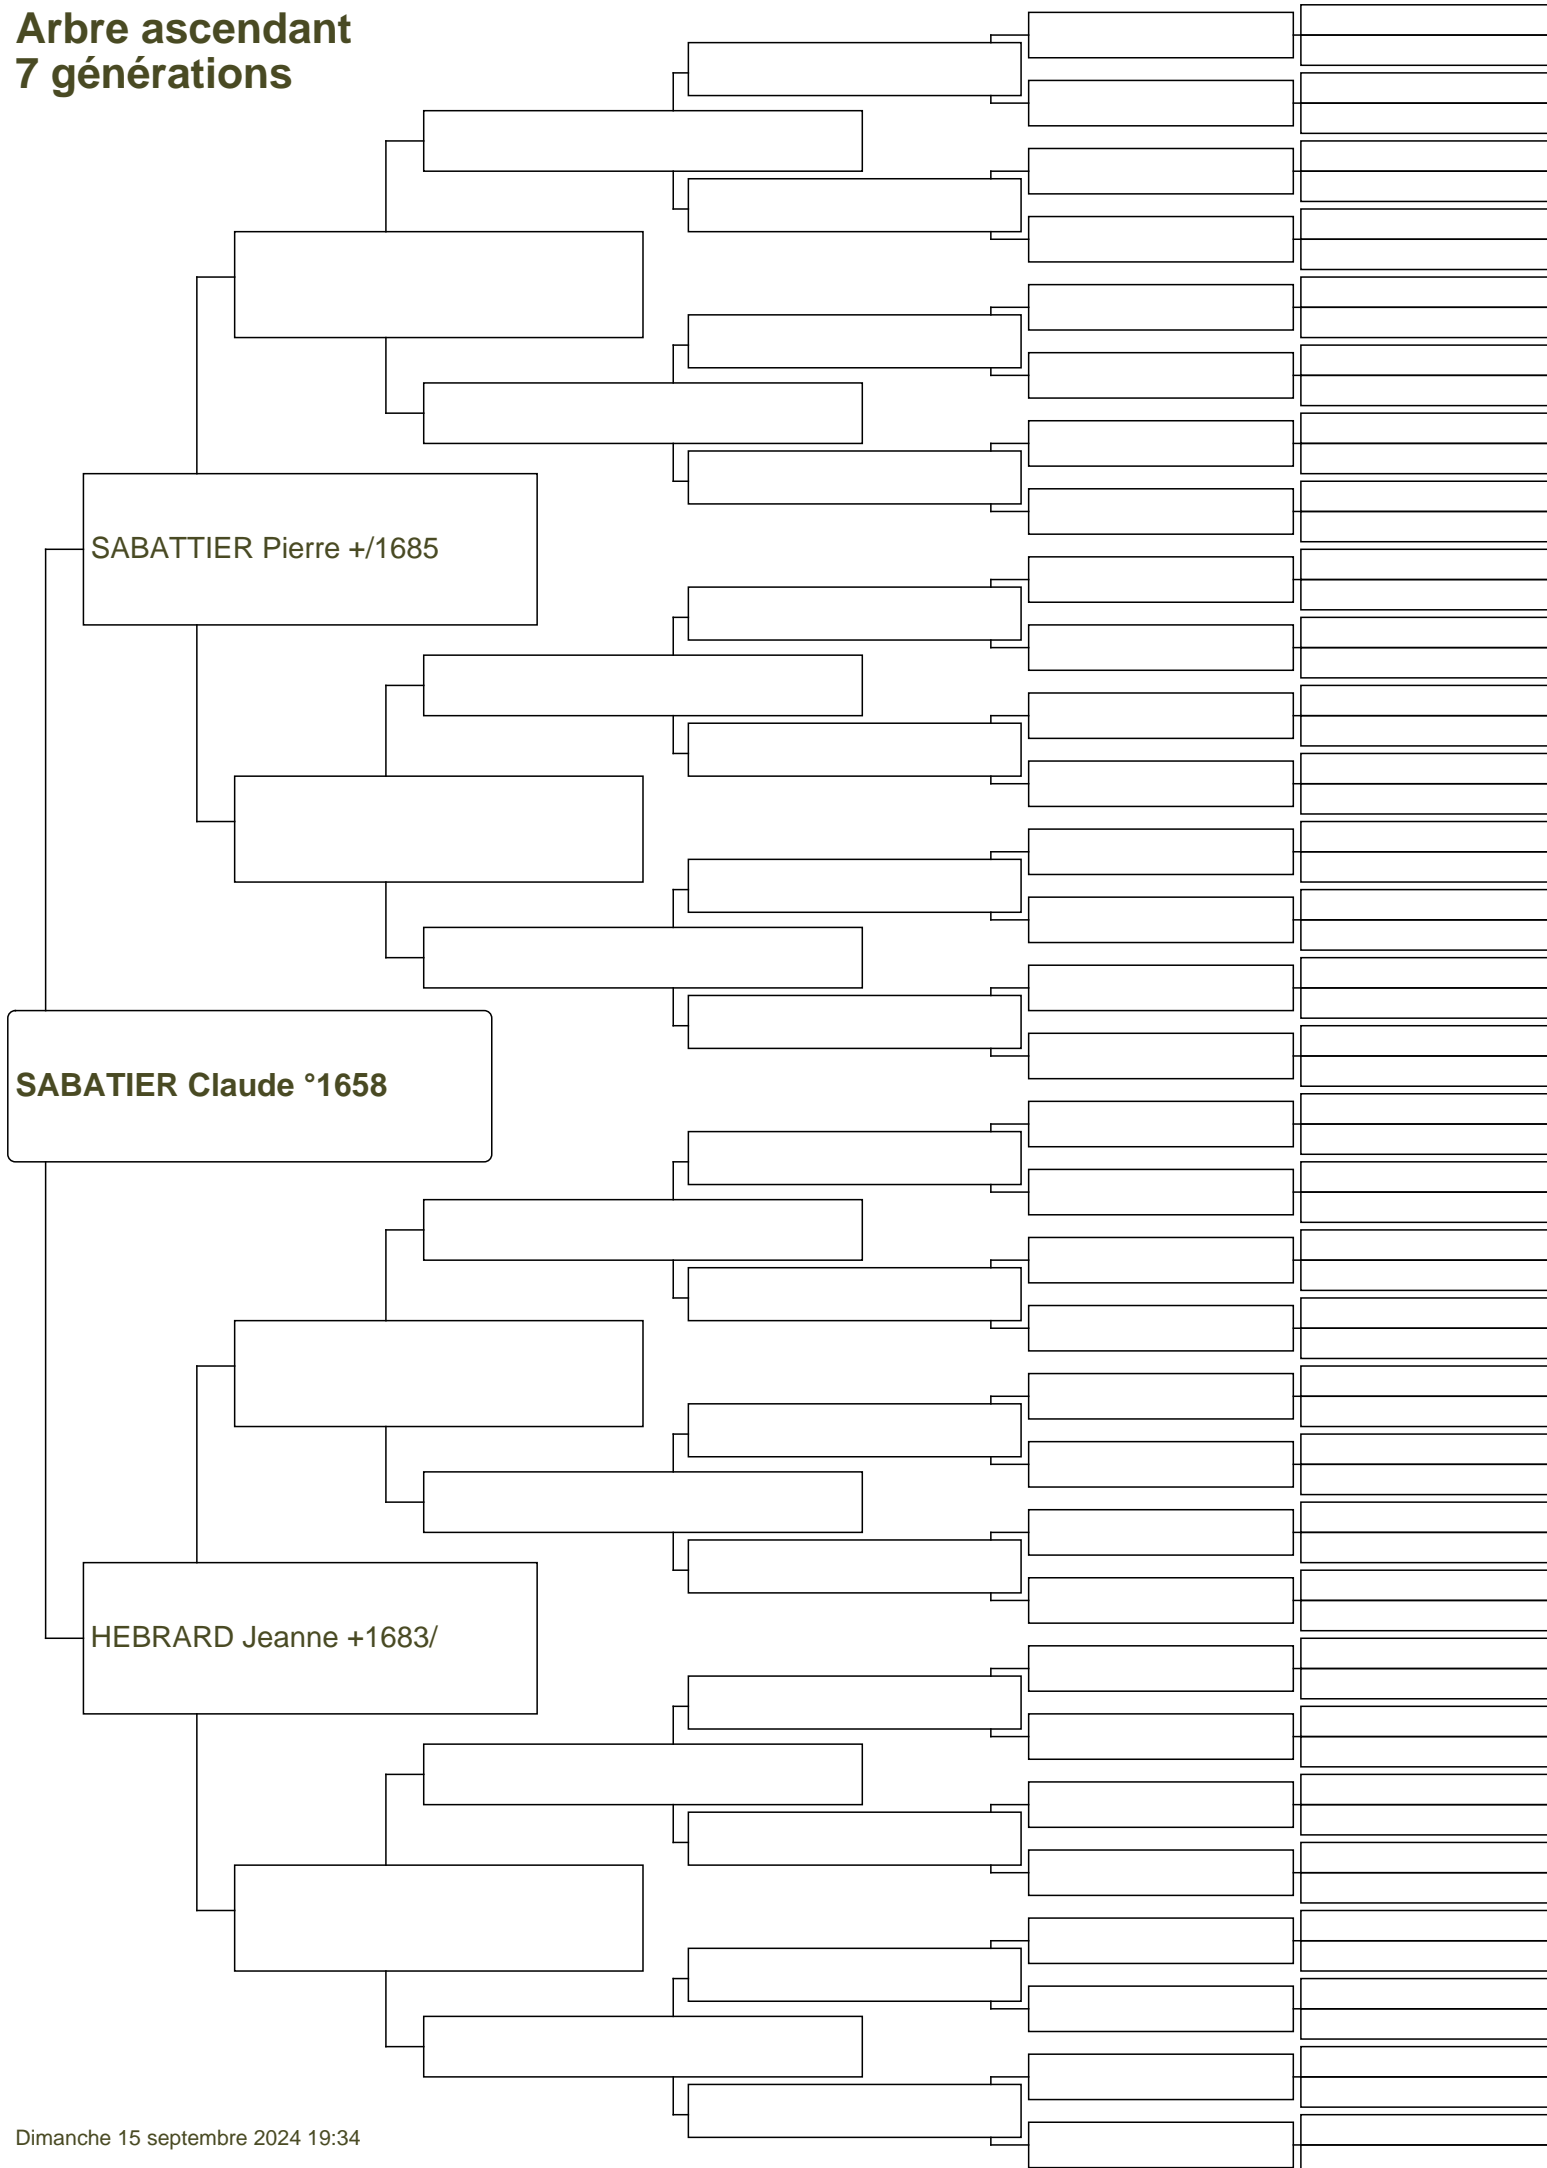 Arbre ascendant
7 générations
SABATTIER Pierre +/1685
SABATIER Claude °1658
HEBRARD Jeanne +1683/
Dimanche 15 septembre 2024 19:34